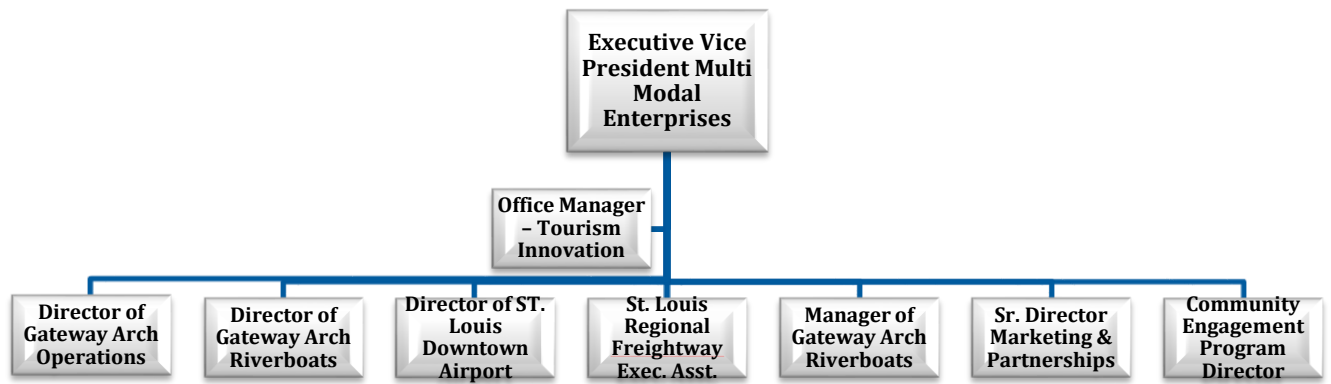 Executive Vice
President Multi
Modal
Enterprises
Office Manager
– Tourism
Innovation
Director of
Gateway Arch
Operations
Director of
Gateway Arch
Riverboats
Director of ST.
Louis
Downtown
Airport
St. Louis
Regional
Freightway
Exec. Asst.
Manager of
Gateway Arch
Riverboats
Sr. Director
Marketing &
Partnerships
Community
Engagement
Program
Director